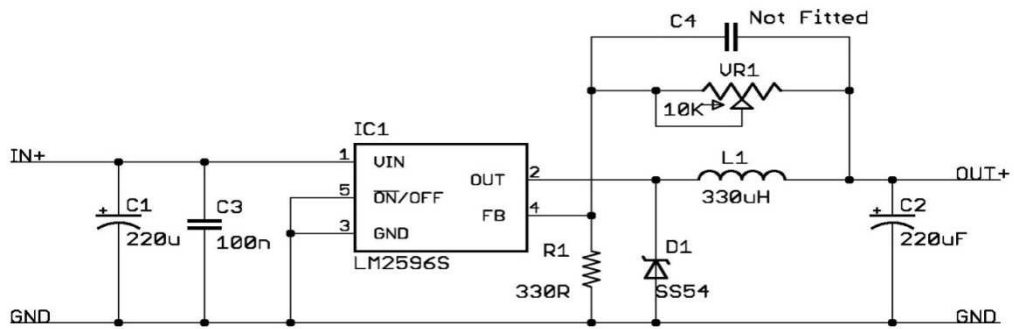 C4 Not Fitted
VR1
10K
IC1
IN+
1 VIN
OUT 2
5 ON/OFF
FB 4
3 GND
LM2596S
L1
330uH
OUT+
C1
220u
C3
100n
R1
330R
D1
SS54
C2
220uF
GND
GND